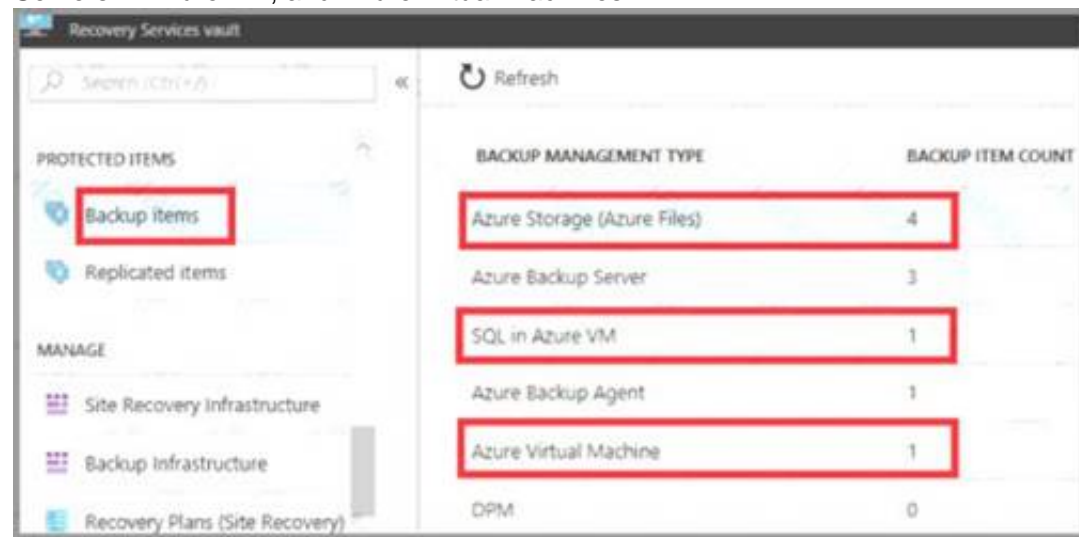 Recovery Services vault
Search (Ctrl+/)
«
Refresh
PROTECTED ITEMS
Backup items
Replicated items
MANAGE
Site Recovery Infrastructure
Backup Infrastructure
Recovery Plans (Site Recovery)
BACKUP MANAGEMENT TYPE BACKUP ITEM COUNT
Azure Storage (Azure Files) 4
Azure Backup Server 3
SQL in Azure VM 1
Azure Backup Agent 1
Azure Virtual Machine 1
DPM 0